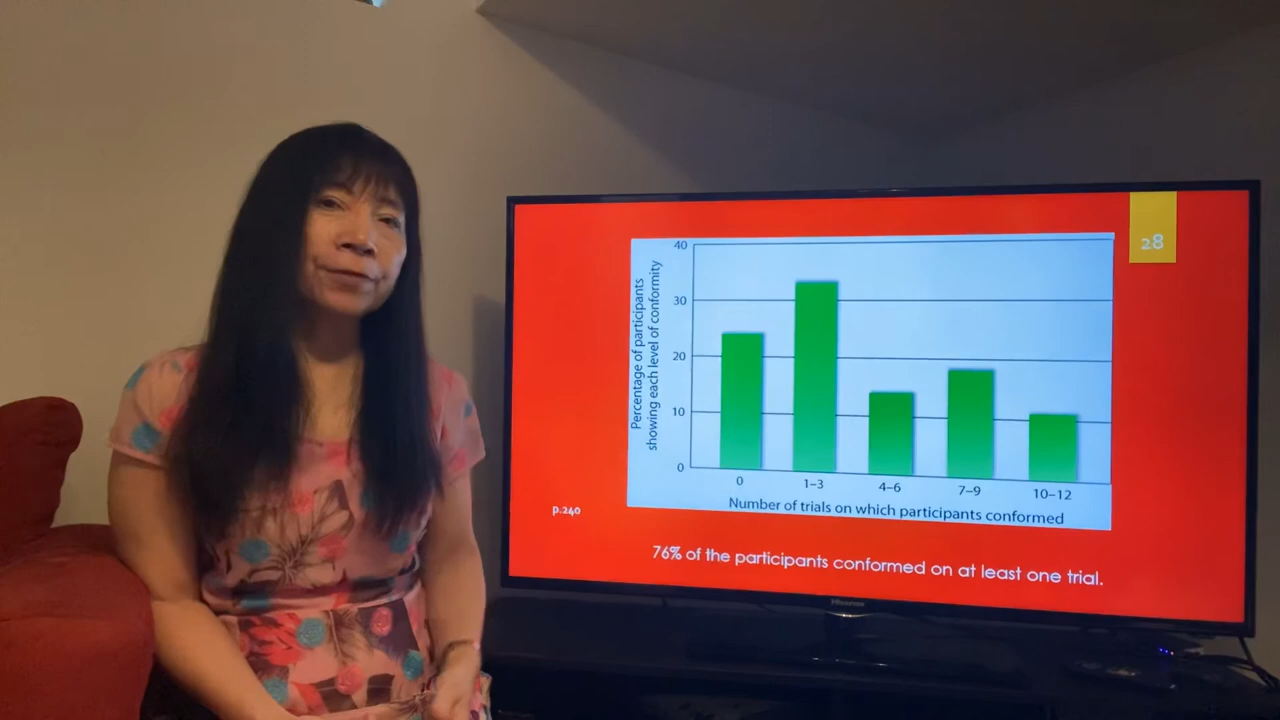 28
Percentage of participants
showing each level of conformity
40
30
20
10
0
0 1–3 4–6 7–9 10–12
Number of trials on which participants conformed
p.240
76% of the participants conformed on at least one trial.
Hisense